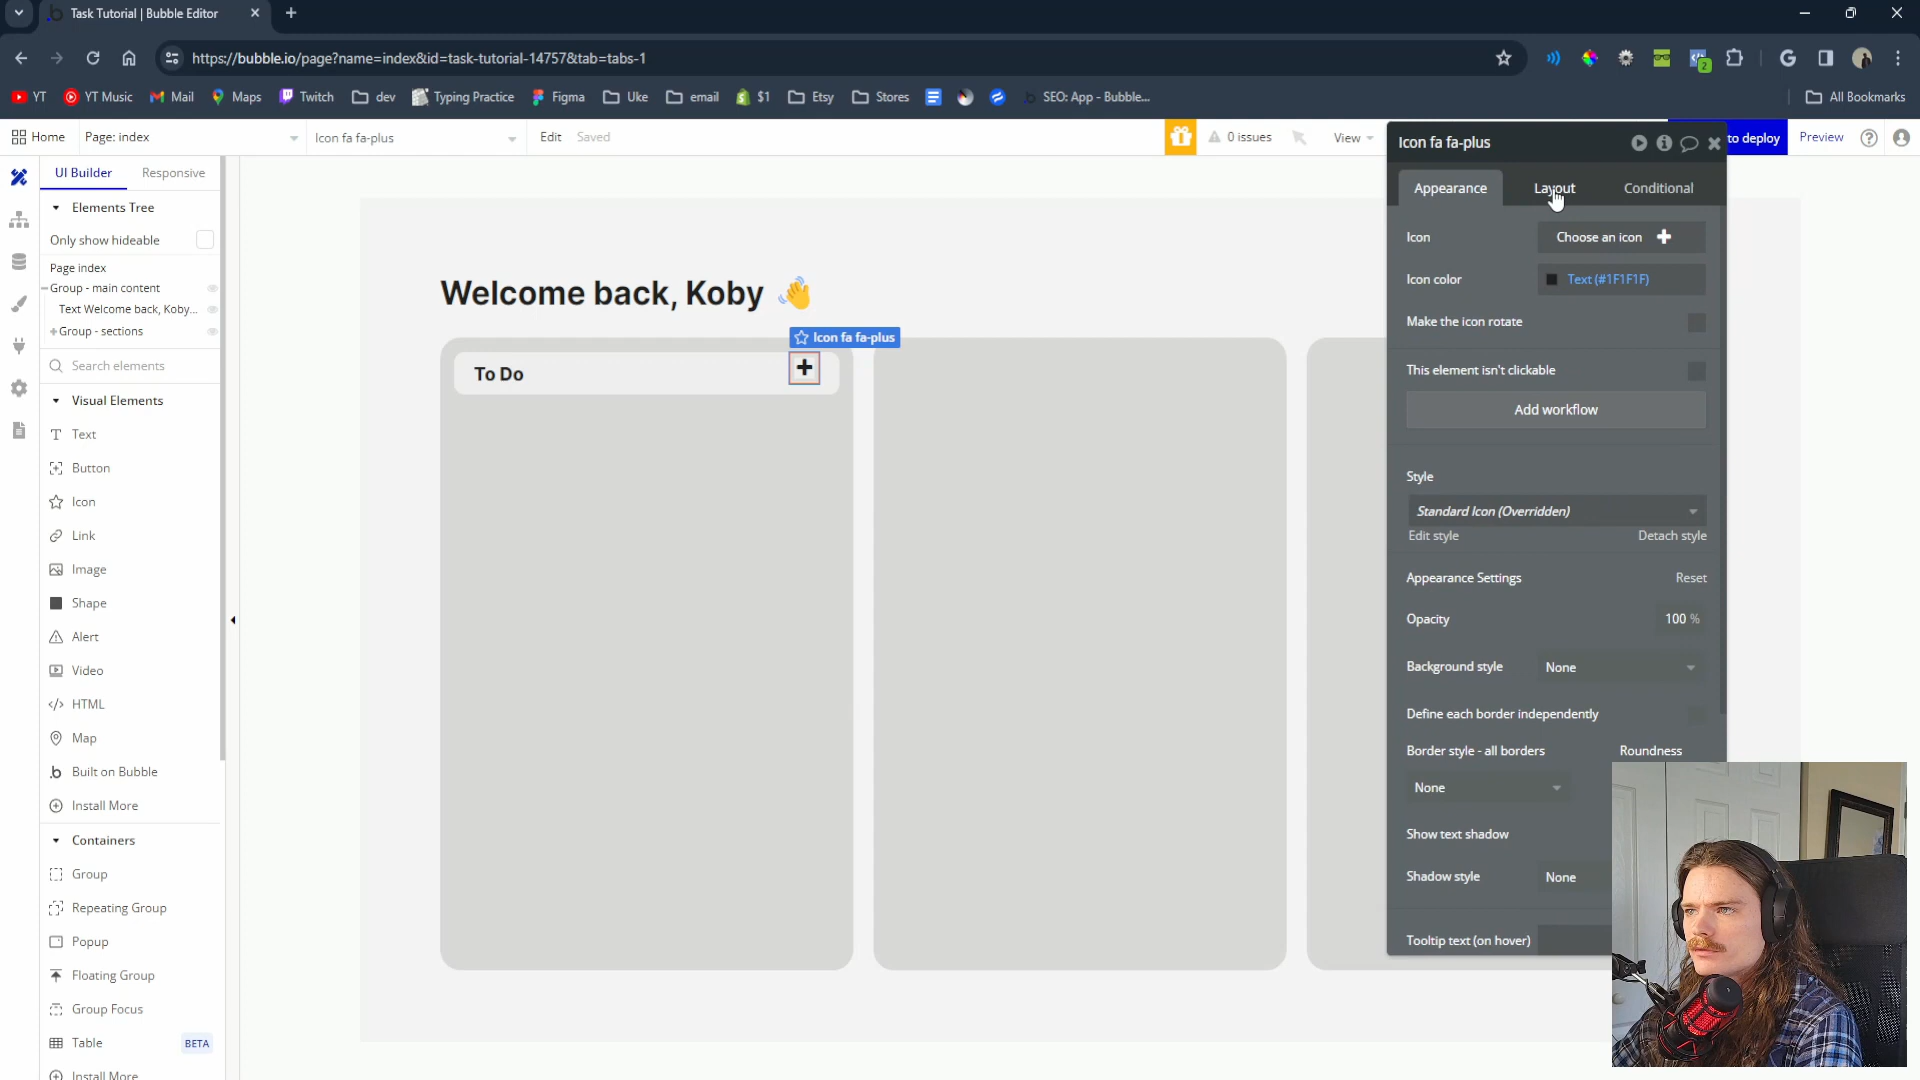 Task Tutorial | Bubble Editor
https://bubble.io/page?name=index&id=task-tutorial-14757&tab=tabs-1
2
YT
YT Music
Mail
Maps
Twitch
dev
Typing Practice
Figma
Uke
email
$1
Etsy
Stores
SEO: App - Bubble...
All Bookmarks
Home
Page: index
Icon fa fa-plus
Edit
Saved
0 issues
View
to deploy
Preview
UI Builder
Responsive
Elements Tree
Only show hideable
Page index
Group - main content
Text Welcome back, Koby...
Group - sections
Search elements
Visual Elements
Text
Button
Icon
Link
Image
Shape
Alert
Video
HTML
Map
Built on Bubble
Install More
Containers
Group
Repeating Group
Popup
Floating Group
Group Focus
Table
BETA
Install More
Welcome back, Koby 👋
Icon fa fa-plus
To Do
Icon fa fa-plus
Appearance
Layout
Conditional
Icon
Choose an icon
Icon color
Text (#1F1F1F)
Make the icon rotate
This element isn't clickable
Add workflow
Style
Standard Icon (Overridden)
Edit style
Detach style
Appearance Settings
Reset
Opacity
100 %
Background style
None
Define each border independently
Border style - all borders
Roundness
None
Show text shadow
Shadow style
None
Tooltip text (on hover)